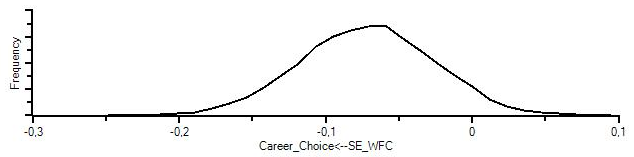 Frequency
-0,3 -0,2 -0,1 0 0,1
Career_Choice<--SE_WFC